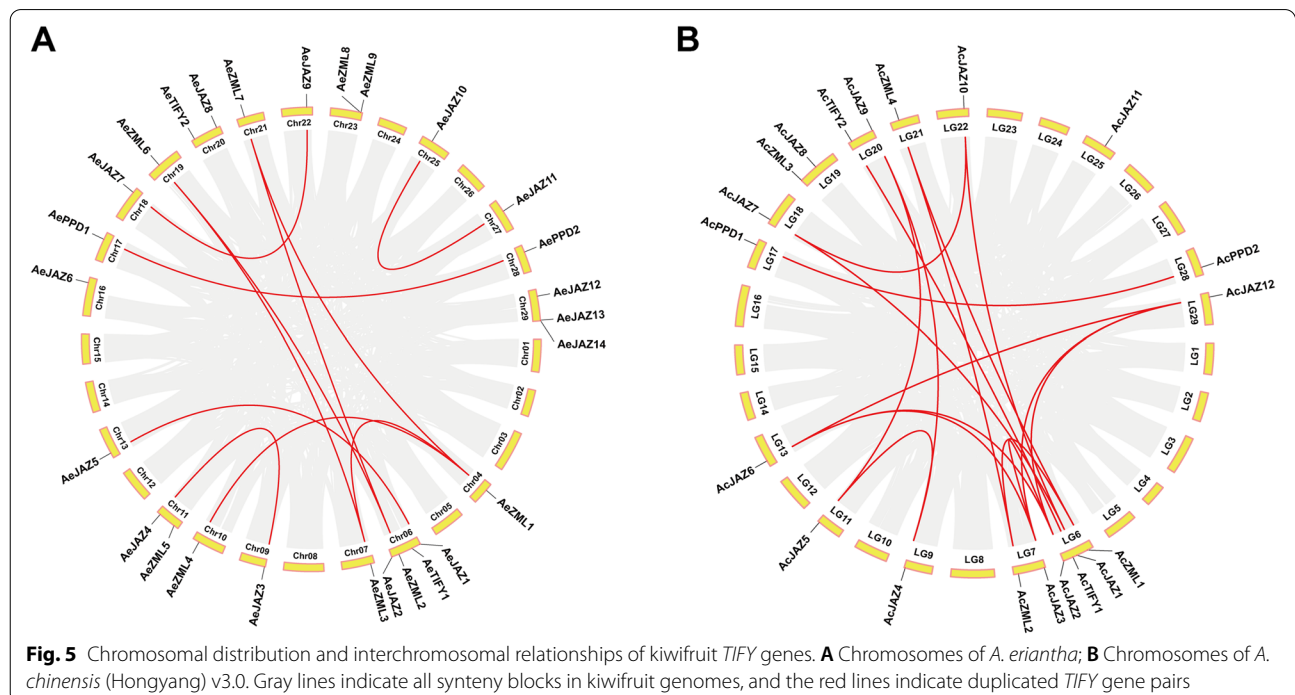 A
AeJAZ9
AeZML8
AeZML9
AeJAZ10
AeJAZ11
AePPD2
AeJAZ12
AeJAZ13
AeJAZ14
AeZML1
AeJAZ1
AeTIFY1
AeZML2
AeJAZ2
AeZML3
AeJAZ3
AeZML4
AeZML5
AeJAZ4
AeJAZ5
AeJAZ6
AePPD1
AeJAZ7
AeZML6
AeTIFY2
AeJAZ8
AeZML7
Chr22
Chr23
Chr24
Chr25
Chr26
Chr27
Chr28
Chr29
Chr01
Chr02
Chr03
Chr04
Chr05
Chr06
Chr07
Chr08
Chr09
Chr10
Chr11
Chr12
Chr13
Chr14
Chr15
Chr16
Chr17
Chr18
Chr19
Chr20
Chr21
B
AcJAZ10
AcJAZ11
AcPPD2
AcJAZ12
AcZML1
AcJAZ1
AcTIFY1
AcJAZ2
AcJAZ3
AcZML2
AcJAZ4
AcJAZ5
AcJAZ6
AcPPD1
AcJAZ7
AcZML3
AcJAZ8
AcTIFY2
AcJAZ9
AcZML4
LG22
LG23
LG24
LG25
LG26
LG27
LG28
LG29
LG1
LG2
LG3
LG4
LG5
LG6
LG7
LG8
LG9
LG10
LG11
LG12
LG13
LG14
LG15
LG16
LG17
LG18
LG19
LG20
LG21
Fig. 5 Chromosomal distribution and interchromosomal relationships of kiwifruit TIFY genes. A Chromosomes of A. eriantha; B Chromosomes of A.
chinensis (Hongyang) v3.0. Gray lines indicate all synteny blocks in kiwifruit genomes, and the red lines indicate duplicated TIFY gene pairs